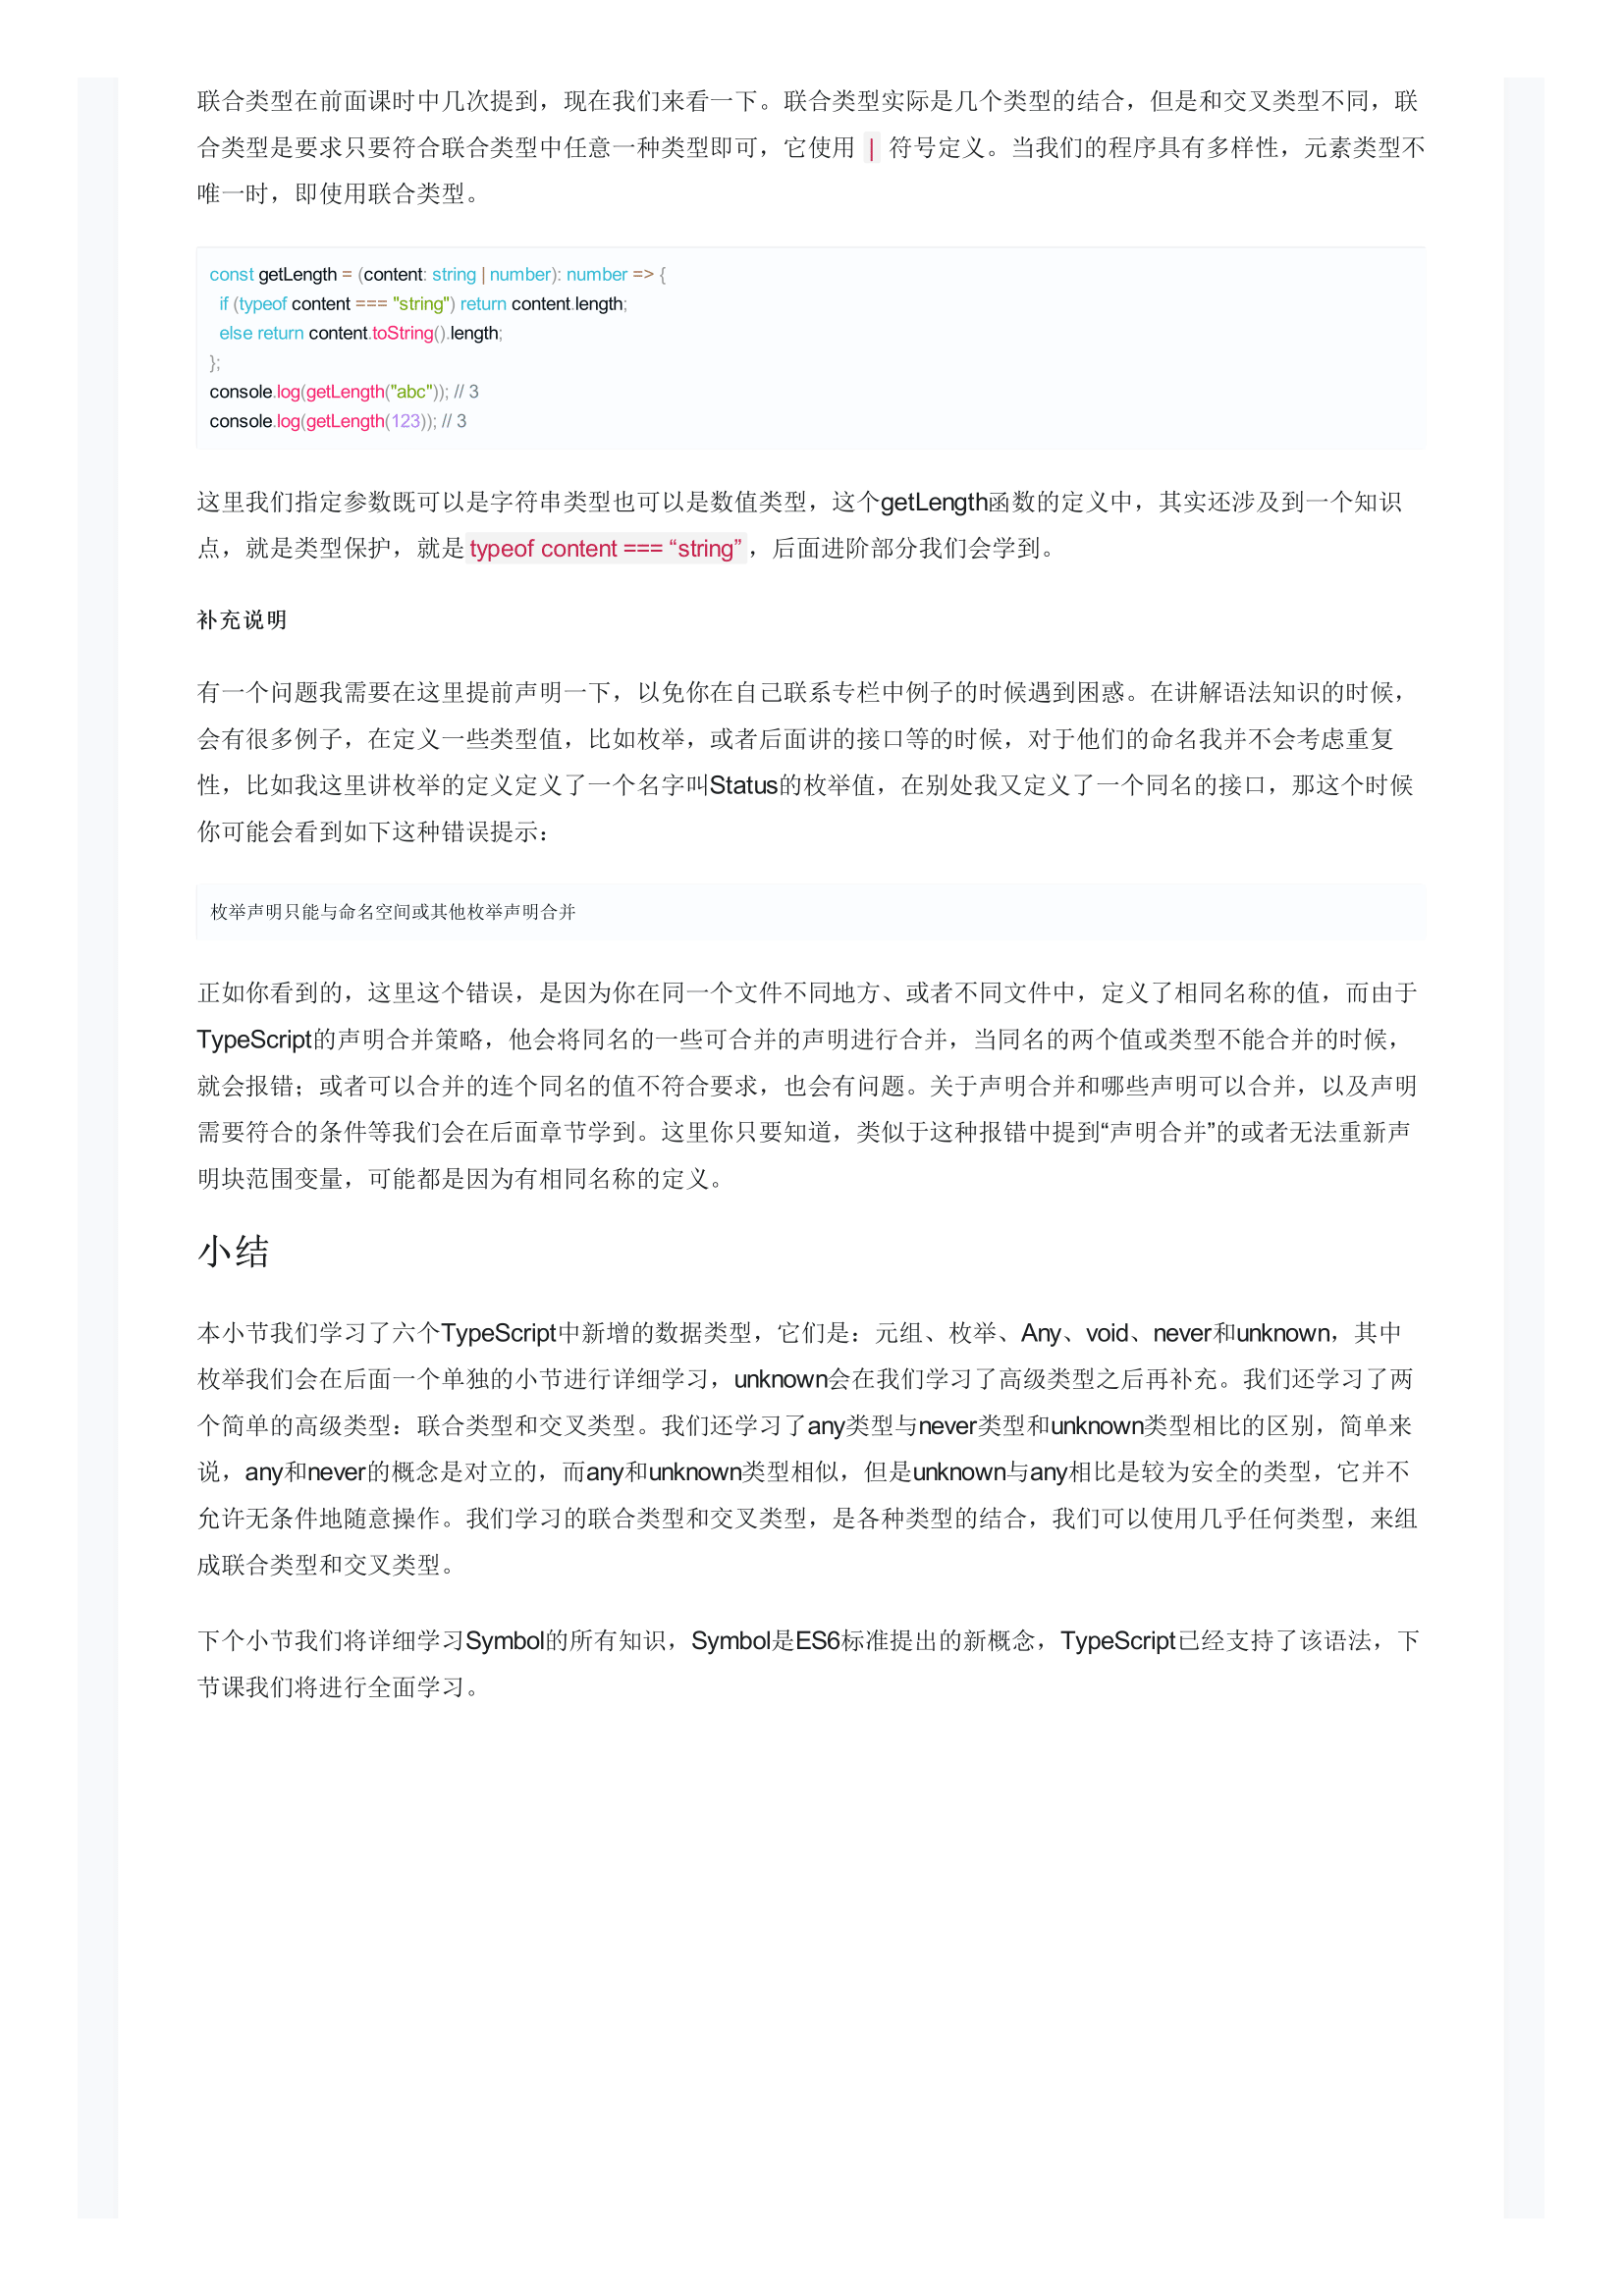 联合类型在前面课时中几次提到，现在我们来看一下。联合类型实际是几个类型的结合，但是和交叉类型不同，联
合类型是要求只要符合联合类型中任意一种类型即可，它使用 | 符号定义。当我们的程序具有多样性，元素类型不
唯一时，即使用联合类型。
const getLength = (content: string | number): number => {
  if (typeof content === "string") return content.length;
  else return content.toString().length;
};
console.log(getLength("abc")); // 3
console.log(getLength(123)); // 3
这里我们指定参数既可以是字符串类型也可以是数值类型，这个getLength函数的定义中，其实还涉及到一个知识
点，就是类型保护，就是 typeof content === “string” ，后面进阶部分我们会学到。
补充说明
有一个问题我需要在这里提前声明一下，以免你在自己联系专栏中例子的时候遇到困惑。在讲解语法知识的时候，
会有很多例子，在定义一些类型值，比如枚举，或者后面讲的接口等的时候，对于他们的命名我并不会考虑重复
性，比如我这里讲枚举的定义定义了一个名字叫Status的枚举值，在别处我又定义了一个同名的接口，那这个时候
你可能会看到如下这种错误提示：
枚举声明只能与命名空间或其他枚举声明合并
正如你看到的，这里这个错误，是因为你在同一个文件不同地方、或者不同文件中，定义了相同名称的值，而由于
TypeScript的声明合并策略，他会将同名的一些可合并的声明进行合并，当同名的两个值或类型不能合并的时候，
就会报错；或者可以合并的连个同名的值不符合要求，也会有问题。关于声明合并和哪些声明可以合并，以及声明
需要符合的条件等我们会在后面章节学到。这里你只要知道，类似于这种报错中提到“声明合并”的或者无法重新声
明块范围变量，可能都是因为有相同名称的定义。
小结
本小节我们学习了六个TypeScript中新增的数据类型，它们是：元组、枚举、Any、void、never和unknown，其中
枚举我们会在后面一个单独的小节进行详细学习，unknown会在我们学习了高级类型之后再补充。我们还学习了两
个简单的高级类型：联合类型和交叉类型。我们还学习了any类型与never类型和unknown类型相比的区别，简单来
说，any和never的概念是对立的，而any和unknown类型相似，但是unknown与any相比是较为安全的类型，它并不
允许无条件地随意操作。我们学习的联合类型和交叉类型，是各种类型的结合，我们可以使用几乎任何类型，来组
成联合类型和交叉类型。
下个小节我们将详细学习Symbol的所有知识，Symbol是ES6标准提出的新概念，TypeScript已经支持了该语法，下
节课我们将进行全面学习。